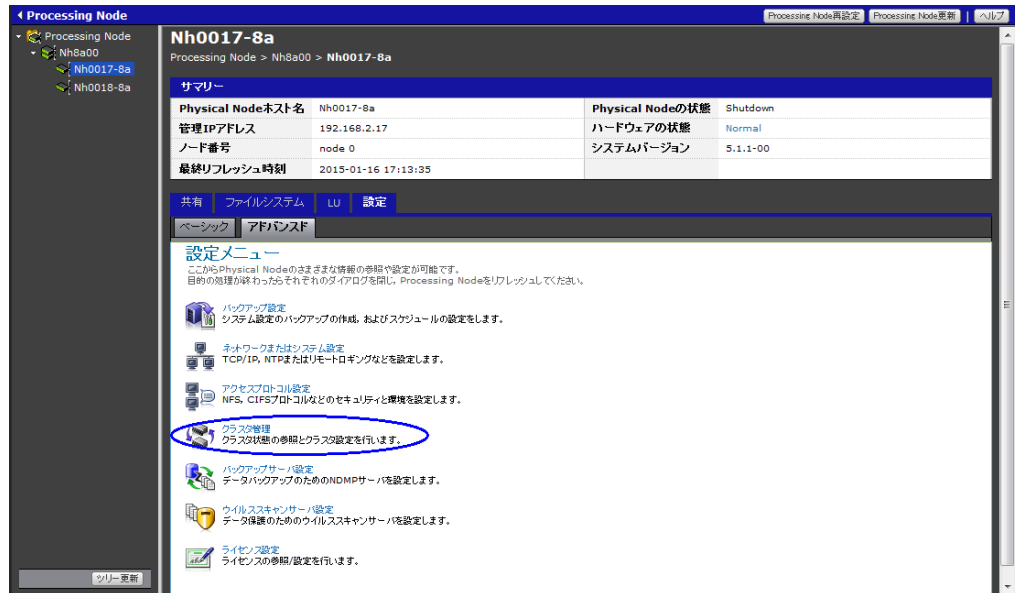 Processing Node
Processing Node再設定 Processing Node更新 | ヘルプ
Processing Node
Nh8a00
Nh0017-8a
Nh0018-8a
ツリー更新
Nh0017-8a
Processing Node > Nh8a00 > Nh0017-8a
サマリー
Physical Nodeホスト名 Nh0017-8a Physical Nodeの状態 Shutdown
管理IPアドレス 192.168.2.17 ハードウェアの状態 Normal
ノード番号 node 0 システムバージョン 5.1.1-00
最終リフレッシュ時刻 2015-01-16 17:13:35
共有 ファイルシステム LU 設定
ベーシック アドバンスド
設定メニュー
ここからPhysical Nodeのさまざまな情報の参照や設定が可能です。
目的の処理が終わったらそれぞれのダイアログを閉じ, Processing Nodeをリフレッシュしてください。
バックアップ設定
システム設定のバックアップの作成, およびスケジュールの設定をします。
ネットワークまたはシステム設定
TCP/IP, NTPまたはリモートロギングなどを設定します。
アクセスプロトコル設定
NFS, CIFSプロトコルなどのセキュリティと環境を設定します。
クラスタ管理
クラスタ状態の参照とクラスタ設定を行います。
バックアップサーバ設定
データバックアップのためのNDMPサーバを設定します。
ウイルススキャンサーバ設定
データ保護のためのウイルススキャンサーバを設定します。
ライセンス設定
ライセンスの参照/設定を行います。